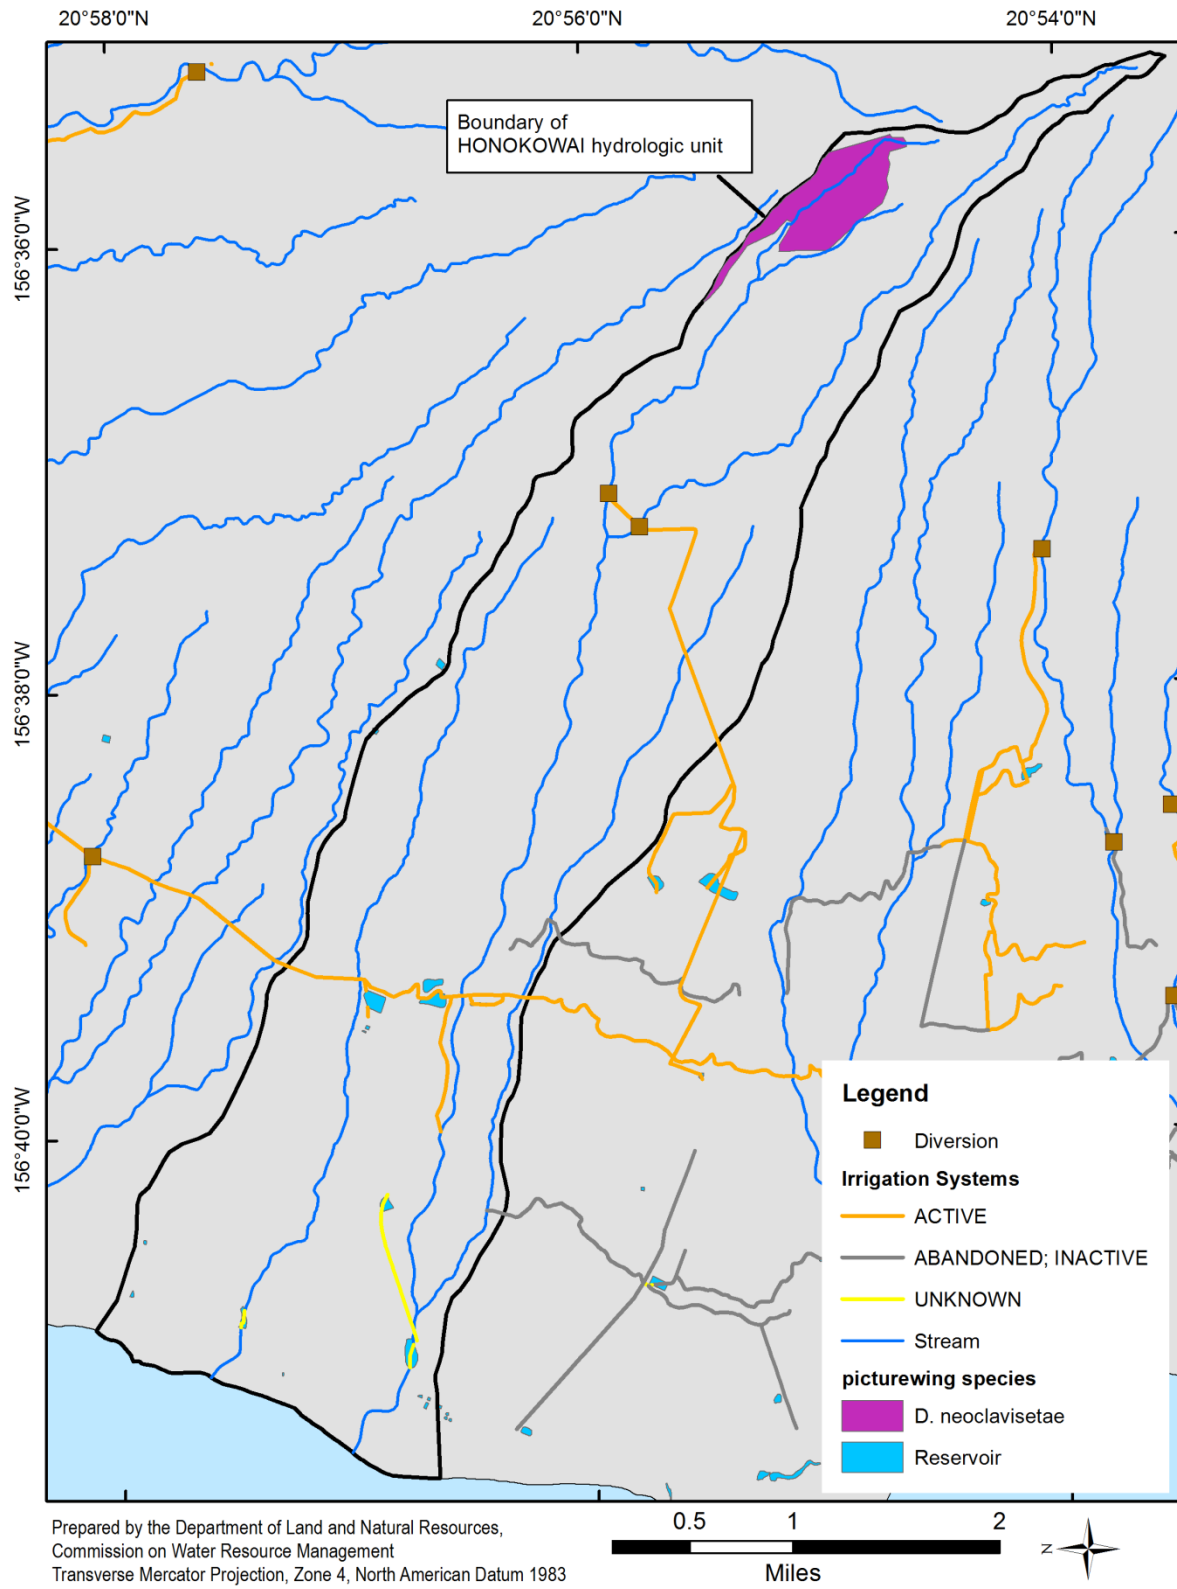 20°58'0"N
20°56'0"N
20°54'0"N
Boundary of
HONOKOWAI hydrologic unit
156°36'0"W
156°38'0"W
156°40'0"W
Legend
Diversion
Irrigation Systems
ACTIVE
ABANDONED; INACTIVE
UNKNOWN
Stream
picturewing species
D. neoclavisetae
Reservoir
Prepared by the Department of Land and Natural Resources,
Commission on Water Resource Management
Transverse Mercator Projection, Zone 4, North American Datum 1983
0.5 1 2
Miles
N